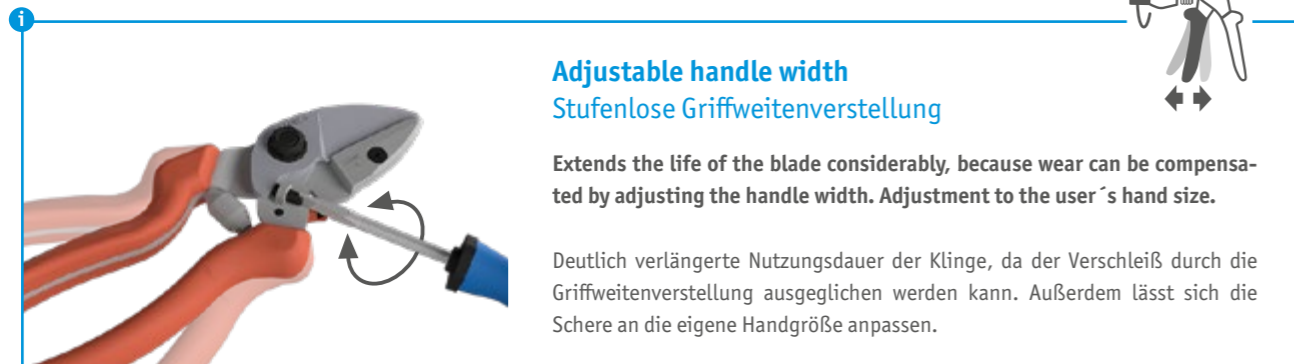 i
Adjustable handle width
Stufenlose Griffweitenverstellung
Extends the life of the blade considerably, because wear can be compensa-
ted by adjusting the handle width. Adjustment to the user´s hand size.
Deutlich verlängerte Nutzungsdauer der Klinge, da der Verschleiß durch die
Griffweitenverstellung ausgeglichen werden kann. Außerdem lässt sich die
Schere an die eigene Handgröße anpassen.